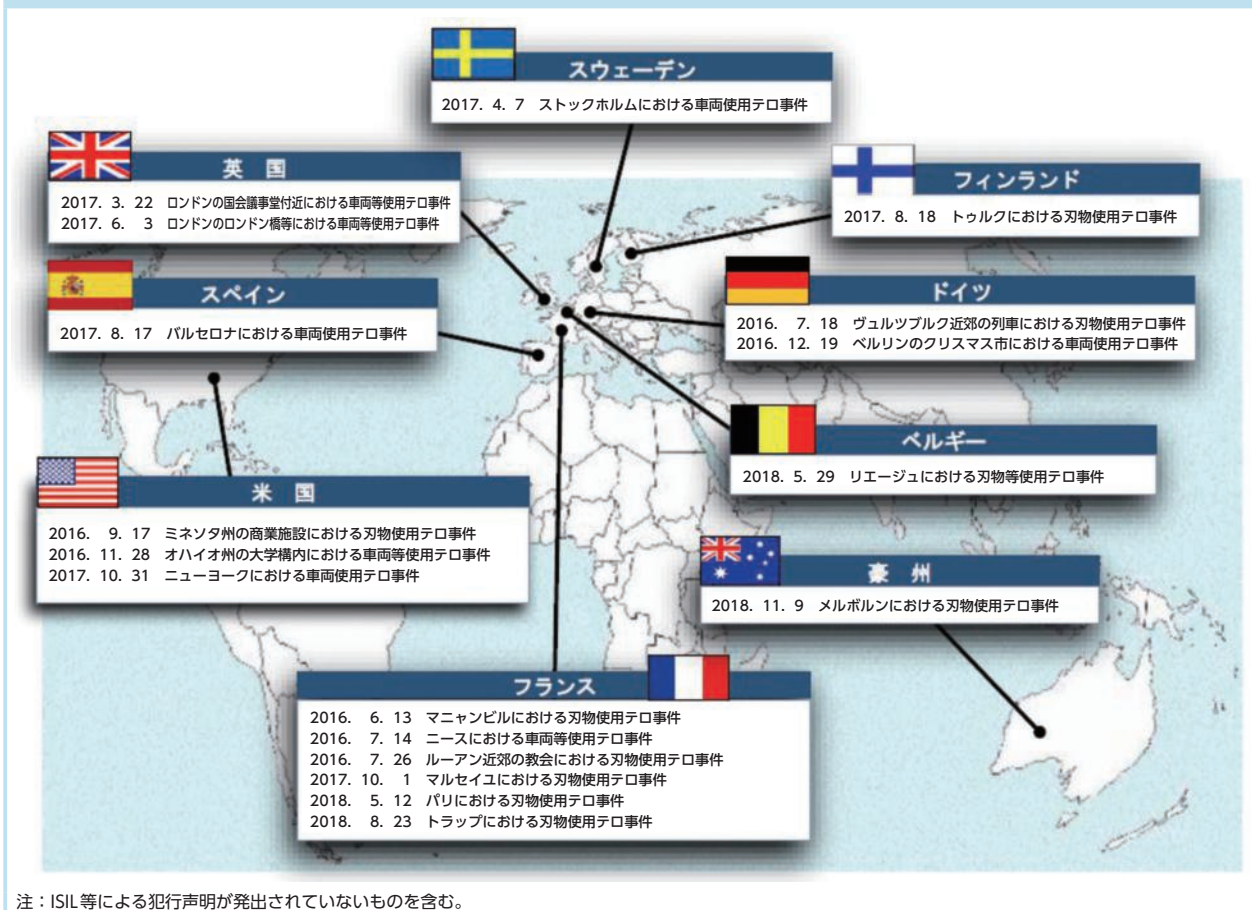 スウェーデン
2017. 4. 7 ストックホルムにおける車両使用テロ事件
英 国
2017. 3. 22 ロンドンの国会議事堂付近における車両等使用テロ事件
2017. 6. 3 ロンドンのロンドン橋等における車両等使用テロ事件
フィンランド
2017. 8. 18 トゥルクにおける刃物使用テロ事件
スペイン
2017. 8. 17 バルセロナにおける車両使用テロ事件
ドイツ
2016. 7. 18 ヴュルツブルク近郊の列車における刃物使用テロ事件
2016. 12. 19 ベルリンのクリスマス市における車両使用テロ事件
ベルギー
2018. 5. 29 リエージュにおける刃物等使用テロ事件
米 国
2016. 9. 17 ミネソタ州の商業施設における刃物使用テロ事件
2016. 11. 28 オハイオ州の大学構内における車両等使用テロ事件
2017. 10. 31 ニューヨークにおける車両使用テロ事件
豪 州
2018. 11. 9 メルボルンにおける刃物使用テロ事件
フランス
2016. 6. 13 マニャンビルにおける刃物使用テロ事件
2016. 7. 14 ニースにおける車両等使用テロ事件
2016. 7. 26 ルーアン近郊の教会における刃物使用テロ事件
2017. 10. 1 マルセイユにおける刃物使用テロ事件
2018. 5. 12 パリにおける刃物使用テロ事件
2018. 8. 23 トラップにおける刃物使用テロ事件
注：ISIL等による犯行声明が発出されていないものを含む。